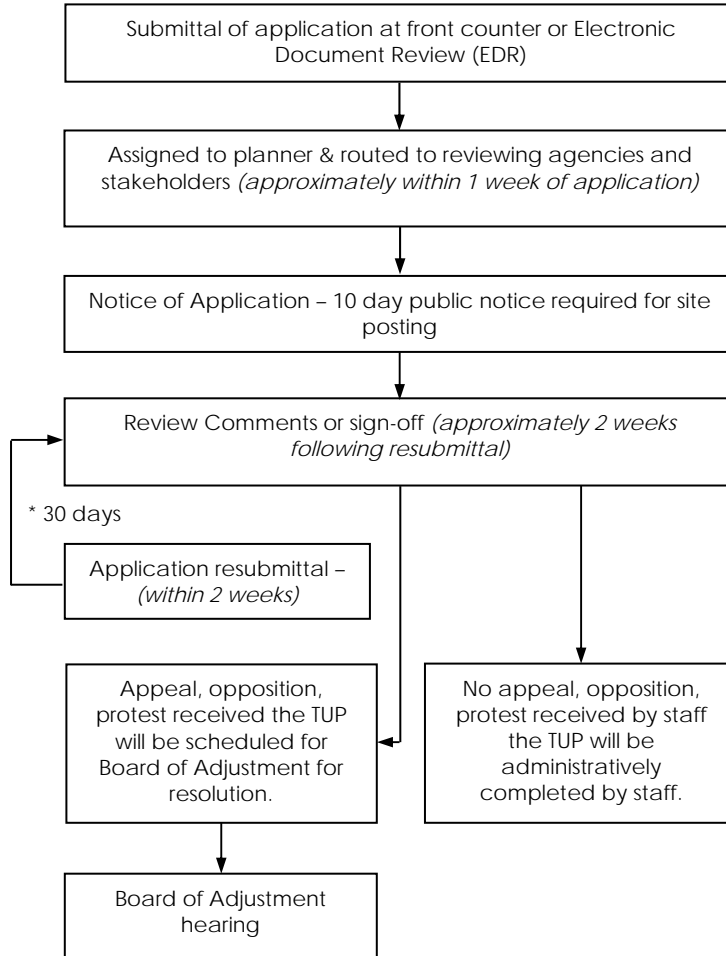 Submittal of application at front counter or Electronic
Document Review (EDR)
Assigned to planner & routed to reviewing agencies and
stakeholders (approximately within 1 week of application)
Notice of Application – 10 day public notice required for site
posting
Review Comments or sign-off (approximately 2 weeks
following resubmittal)
* 30 days
Application resubmittal –
(within 2 weeks)
Appeal, opposition,
protest received the TUP
will be scheduled for
Board of Adjustment for
resolution.
No appeal, opposition,
protest received by staff
the TUP will be
administratively
completed by staff.
Board of Adjustment
hearing